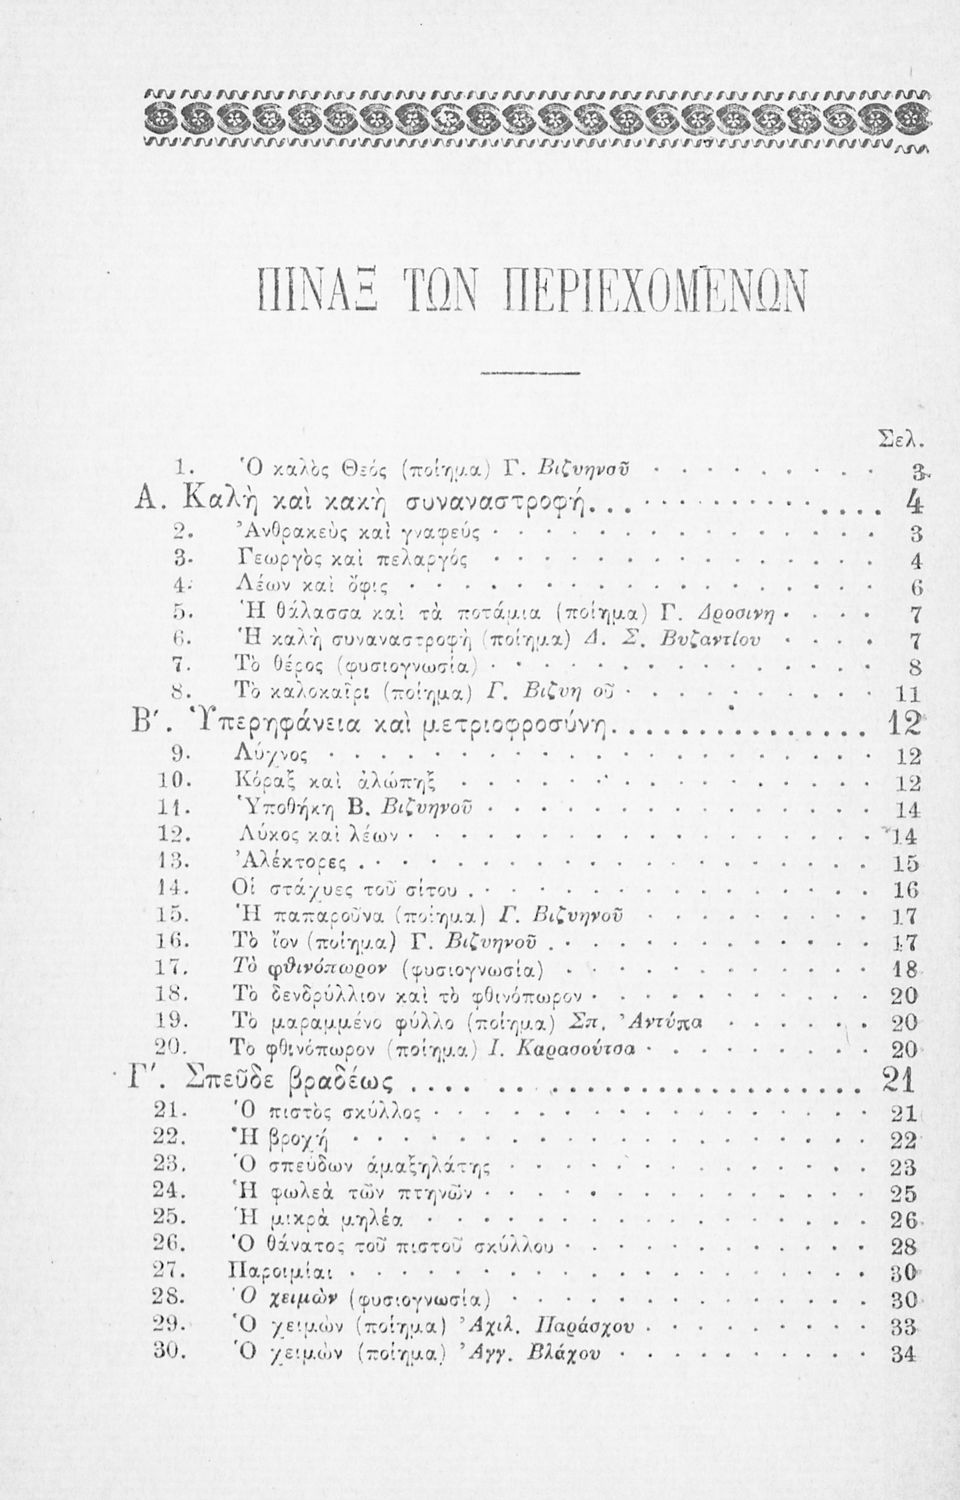 ΠΙΝΑΞ ΤΩΝ ΠΕΡΙΕΧΟΜΕΝΩΝ
Σελ.
1. Ὁ καλὸς Θεός (ποίημα) Γ. Βιζυηνοῦ . . . . . . . . . 3
Α. Καλὴ καὶ κακὴ συναναστροφή. . . . . . . . . . . . 4
2. Ἀνθρακεὺς καὶ γναφεύς . . . . . . . . . . . . . . 3
3. Γεωργὸς καὶ πελαργός . . . . . . . . . . . . . . 4
4. Λέων καὶ ὄφις . . . . . . . . . . . . . . . . . 6
5. Ἡ θάλασσα καὶ τὰ ποτάμια (ποίημα) Γ. Δροσινη . . . . 7
6. Ἡ καλὴ συναναστροφὴ (ποίημα) Δ. Σ. Βυζαντίου . . . . 7
7. Τὸ θέρος (φυσιογνωσία) . . . . . . . . . . . . . . 8
8. Τὸ καλοκαῖρι (ποίημα) Γ. Βιζυη οῦ . . . . . . . . . 11
Β'. Ὑπερηφάνεια καὶ μετριοφροσύνη. . . . . . . . . . . . . . 12
9. Λύχνος . . . . . . . . . . . . . . . . . . . . 12
10. Κόραξ καὶ ἀλώπηξ . . . . . . . . . . . . . . . 12
11. Ὑποθήκη Β. Βιζυηνοῦ . . . . . . . . . . . . . . 14
12. Λύκος καὶ λέων . . . . . . . . . . . . . . . . . 14
13. Ἀλέκτορες . . . . . . . . . . . . . . . . . . . 15
14. Οἱ στάχυες τοῦ σίτου . . . . . . . . . . . . . . . 16
15. Ἡ παπαροῦνα (ποίημα) Γ. Βιζυηνοῦ . . . . . . . . . 17
16. Τὸ ἴον (ποίημα) Γ. Βιζυηνοῦ . . . . . . . . . . . . 17
17. Τὸ φθινόπωρον (φυσιογνωσία) . . . . . . . . . . . . 18
18. Τὸ δενδρύλλιον καὶ τὸ φθινόπωρον . . . . . . . . . . 20
19. Τὸ μαραμμένο φύλλο (ποίημα) Σπ. Ἀντύπα . . . . . . 20
20. Το φθινόπωρον (ποίημα) Ι. Καρασούτσα . . . . . . . . 20
Γ'. Σπεῦδε βραδέως . . . . . . . . . . . . . . . . . . . 21
21. Ὁ πιστὸς σκύλλος . . . . . . . . . . . . . . . . 21
22. Ἡ βροχή . . . . . . . . . . . . . . . . . . . 22
23. Ὁ σπεύδων ἁμαξηλάτης . . . . . . . . . . . . . 23
24. Ἡ φωλεὰ τῶν πτηνῶν . . . . . . . . . . . . . . 25
25. Ἡ μικρὰ μηλέα . . . . . . . . . . . . . . . . 26
26. Ὁ θάνατος τοῦ πιστοῦ σκύλλου . . . . . . . . . . . 28
27. Παροιμίαι . . . . . . . . . . . . . . . . . . . 30
28. Ὁ χειμὼν (φυσιογνωσία) . . . . . . . . . . . . . 30
29. Ὁ χειμὼν (ποίημα) Ἀχιλ. Παράσχου . . . . . . . . . 33
30. Ὁ χειμὼν (ποίημα) Ἀγγ. Βλάχου . . . . . . . . . . 34